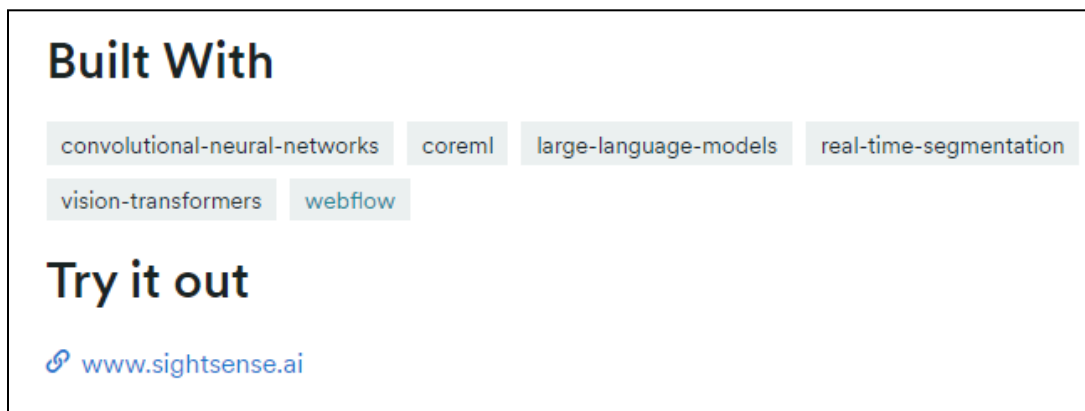 Built With
convolutional-neural-networks coreml large-language-models real-time-segmentation
vision-transformers webflow
Try it out
www.sightsense.ai